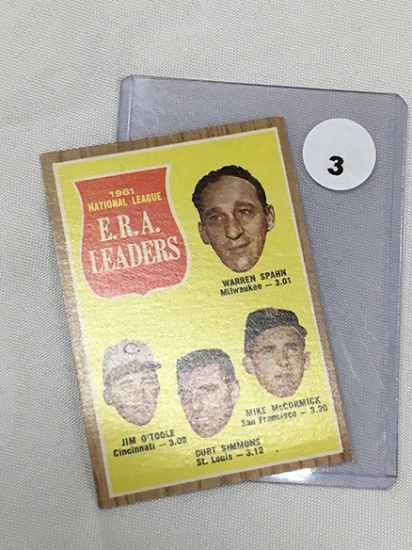 1961
NATIONAL LEAGUE
E.R.A.
LEADERS
WARREN SPAHN
Milwaukee — 3.01
JIM O'TOOLE
Cincinnati — 3.09
CURT SIMMONS
St. Louis — 3.12
MIKE McCORMICK
San Francisco — 3.20
3